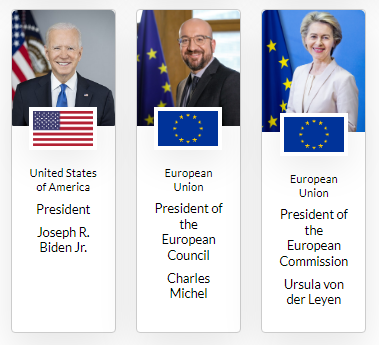 United States
of America
President
Joseph R.
Biden Jr.
European
Union
President of
the
European
Council
Charles
Michel
European
Union
President of
the
European
Commission
Ursula von
der Leyen